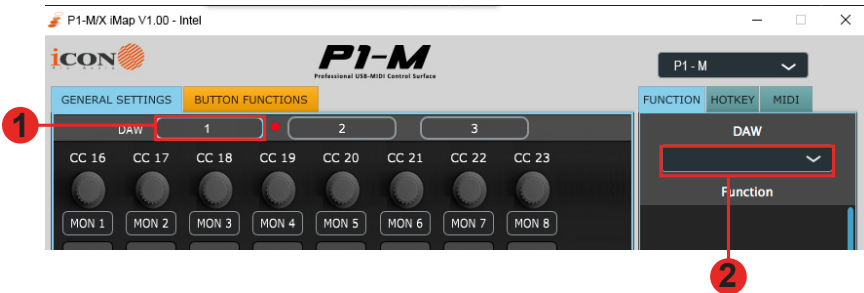 P1-M/X iMap V1.00 - Intel
icon
P1-M
Professional USB-MIDI Control Surface
P1 - M
GENERAL SETTINGS BUTTON FUNCTIONS
FUNCTION HOTKEY MIDI
1
DAW 1 2 3
DAW
CC 16 CC 17 CC 18 CC 19 CC 20 CC 21 CC 22 CC 23
Function
MON 1 MON 2 MON 3 MON 4 MON 5 MON 6 MON 7 MON 8
2